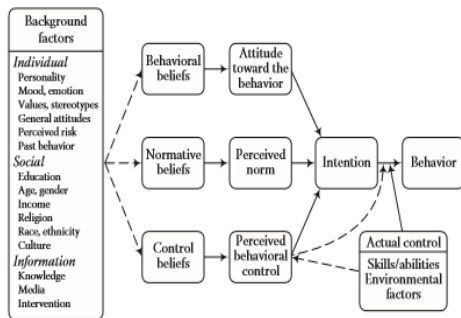 Background
factors
Individual
Personality
Mood, emotion
Values, stereotypes
General attitudes
Perceived risk
Past behavior
Social
Education
Age, gender
Income
Religion
Race, ethnicity
Culture
Information
Knowledge
Media
Intervention
Behavioral
beliefs
Attitude
toward the
behavior
Normative
beliefs
Perceived
norm
Intention
Behavior
Control
beliefs
Perceived
behavioral
control
Actual control
Skills/abilities
Environmental
factors